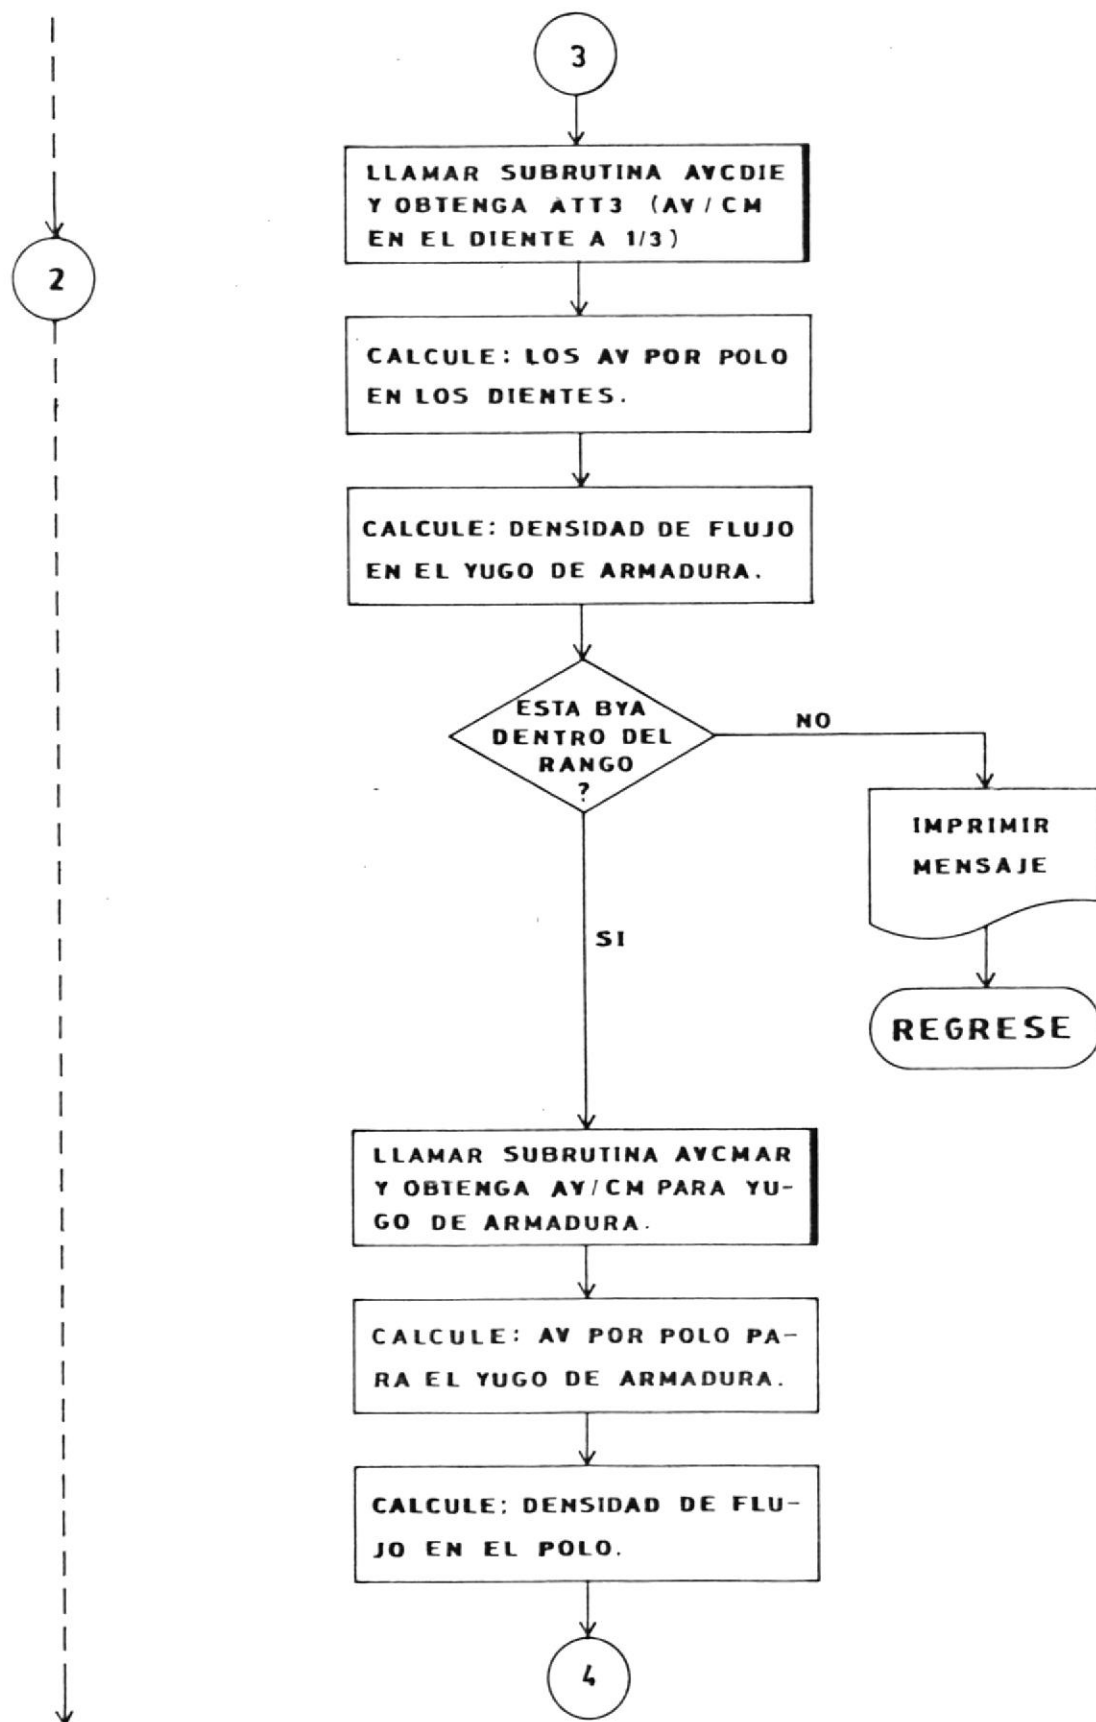 3
LLAMAR SUBRUTINA AVCDIE
Y OBTENGA ATT3 (AV/CM
EN EL DIENTE A 1/3)
2
CALCULE: LOS AV POR POLO
EN LOS DIENTES.
CALCULE: DENSIDAD DE FLUJO
EN EL YUGO DE ARMADURA.
ESTA BYA
DENTRO DEL
RANGO
?
NO
IMPRIMIR
MENSAJE
SI
REGRESE
LLAMAR SUBRUTINA AVCMAR
Y OBTENGA AV/CM PARA YU-
GO DE ARMADURA.
CALCULE: AV POR POLO PA-
RA EL YUGO DE ARMADURA.
CALCULE: DENSIDAD DE FLU-
JO EN EL POLO.
4